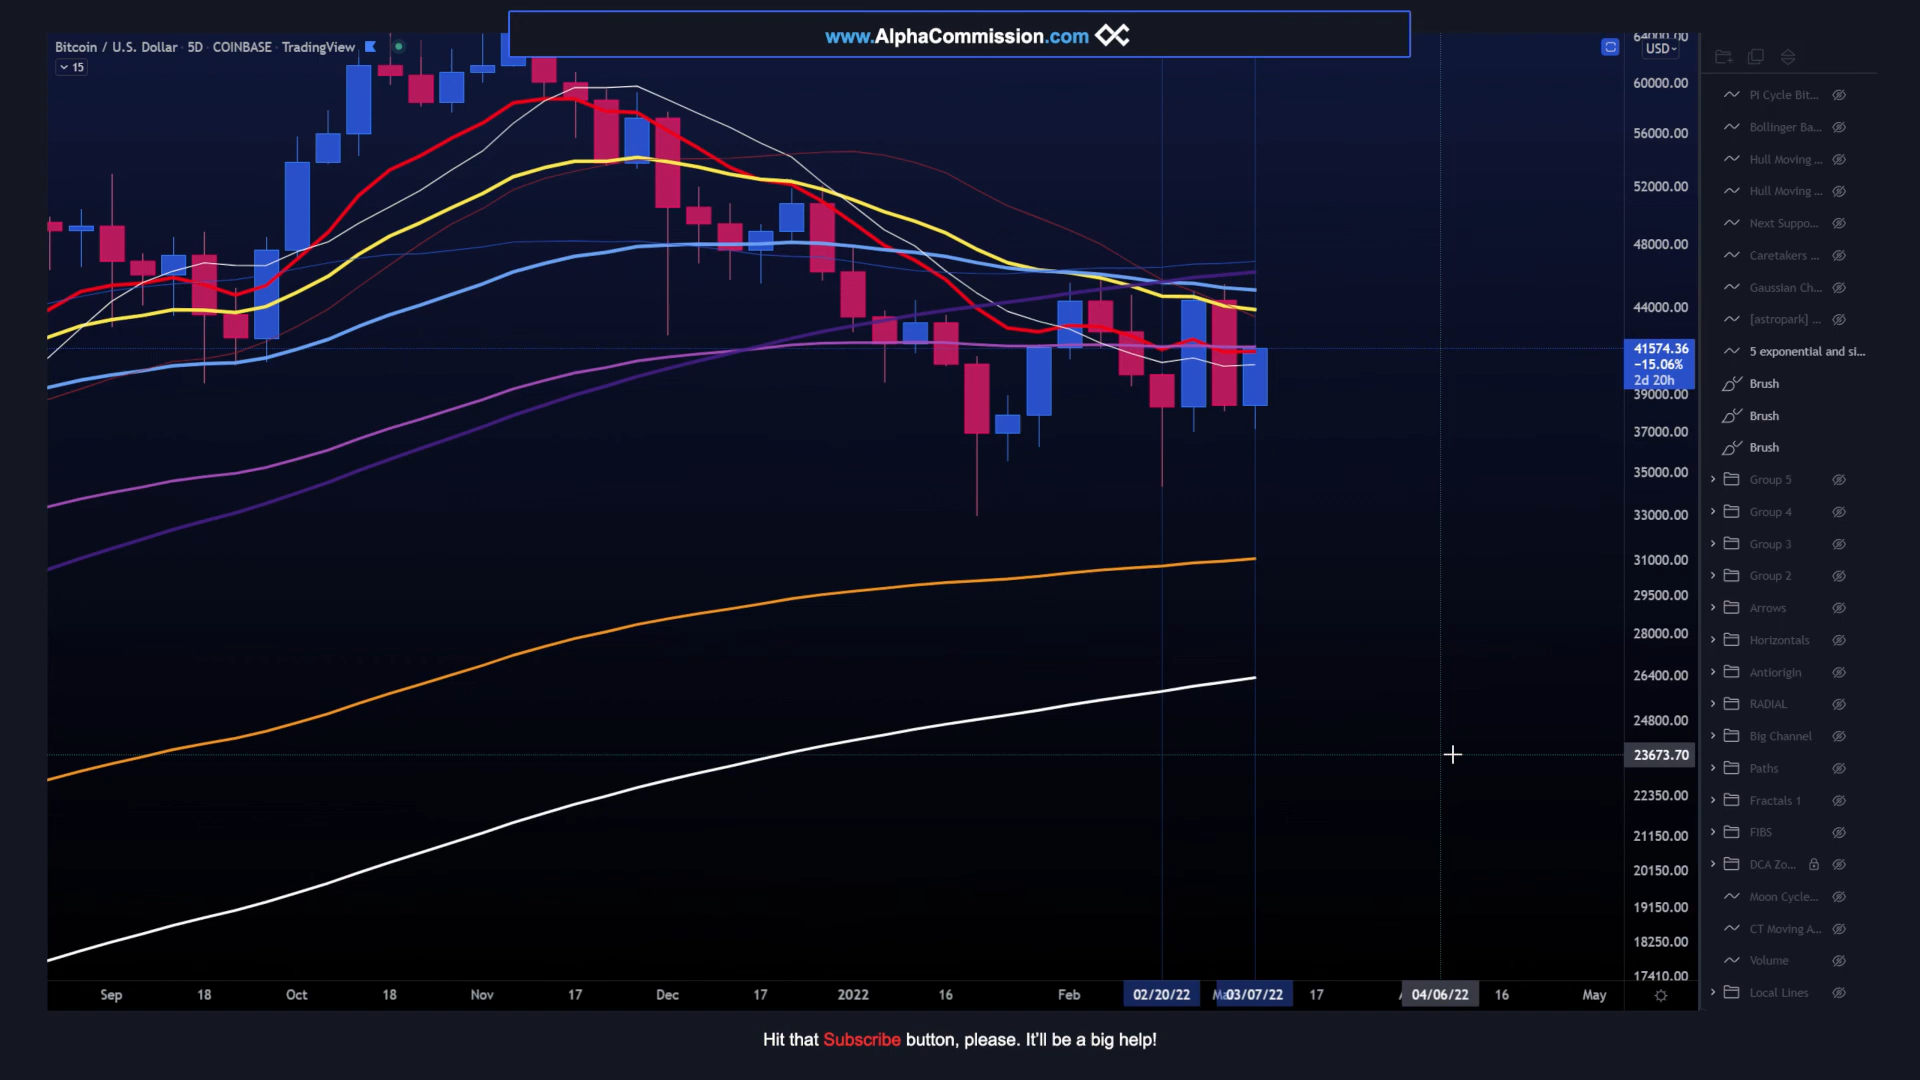 www.AlphaCommission.com
Bitcoin / U.S. Dollar · 5D · COINBASE · TradingView
15
USD
60000.00
56000.00
52000.00
48000.00
44000.00
41574.36
−15.06%
2d 20h
39000.00
37000.00
35000.00
33000.00
31000.00
29500.00
28000.00
26400.00
24800.00
23673.70
22350.00
21150.00
20150.00
19150.00
18250.00
17410.00
Sep 18 Oct 18 Nov 17 Dec 17 2022 16 Feb 02/20/22 03/07/22 17 04/06/22 16 May
Pi Cycle Bit...
Bollinger Ba...
Hull Moving ...
Hull Moving ...
Next Suppo...
Caretakers ...
Gaussian Ch...
[astropark] ...
5 exponential and si...
Brush
Brush
Brush
Group 5
Group 4
Group 3
Group 2
Arrows
Horizontals
Antiorigin
RADIAL
Big Channel
Paths
Fractals 1
FIBS
DCA Zo...
Moon Cycle...
CT Moving A...
Volume
Local Lines
Hit that Subscribe button, please. It'll be a big help!